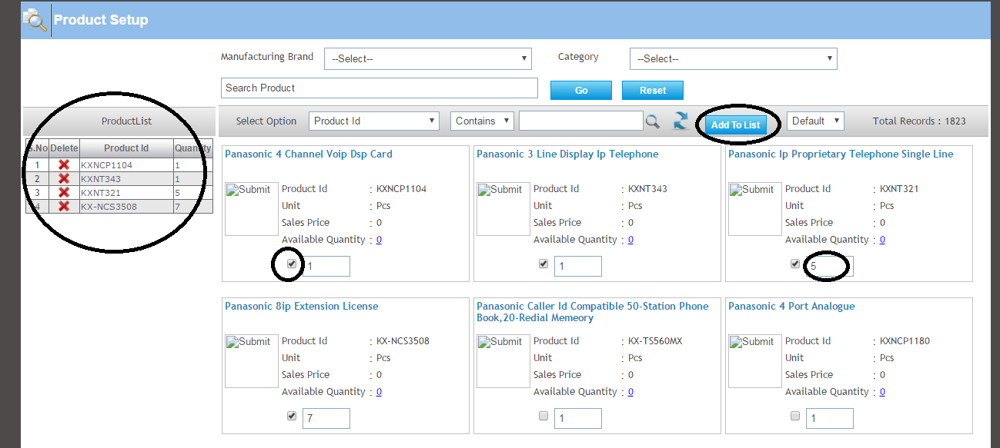 Product Setup
Manufacturing Brand --Select-- Category --Select--
Search Product Go Reset
ProductList
Select Option Product Id Contains Add To List Default Total Records : 1823
S.No Delete Product Id Quantity
1 KXNCP1104 1
2 KXNT343 1
3 KXNT321 5
4 KX-NCS3508 7
Panasonic 4 Channel Voip Dsp Card
Submit
Product Id : KXNCP1104
Unit : Pcs
Sales Price : 0
Available Quantity : 0
1
Panasonic 3 Line Display Ip Telephone
Submit
Product Id : KXNT343
Unit : Pcs
Sales Price : 0
Available Quantity : 0
1
Panasonic Ip Proprietary Telephone Single Line
Submit
Product Id : KXNT321
Unit : Pcs
Sales Price : 0
Available Quantity : 0
5
Panasonic 8ip Extension License
Submit
Product Id : KX-NCS3508
Unit : Pcs
Sales Price : 0
Available Quantity : 0
7
Panasonic Caller Id Compatible 50-Station Phone
Book,20-Redial Memeory
Submit
Product Id : KX-TS560MX
Unit : Pcs
Sales Price : 0
Available Quantity : 0
1
Panasonic 4 Port Analogue
Submit
Product Id : KXNCP1180
Unit : Pcs
Sales Price : 0
Available Quantity : 0
1